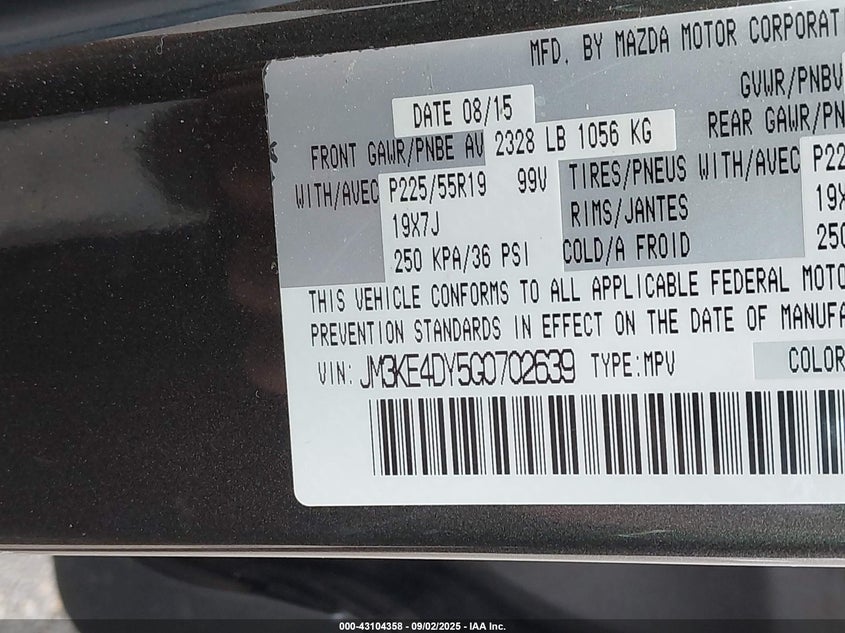 MFD. BY MAZDA MOTOR CORPORAT
GVWR/PNBV
DATE 08/15
REAR GAWR/PN
FRONT GAWR/PNBE AV 2328 LB 1056 KG
WITH/AVEC P225/55R19 99V TIRES/PNEUS WITH/AVEC P22
19X7J RIMS/JANTES 19X
250 KPA/36 PSI COLD/A FROID 250
THIS VEHICLE CONFORMS TO ALL APPLICABLE FEDERAL MOTO
PREVENTION STANDARDS IN EFFECT ON THE DATE OF MANUFA
VIN: JM3KE4DY5G0702639 TYPE:MPV COLOR
000-43104358 - 09/02/2025 - IAA Inc.